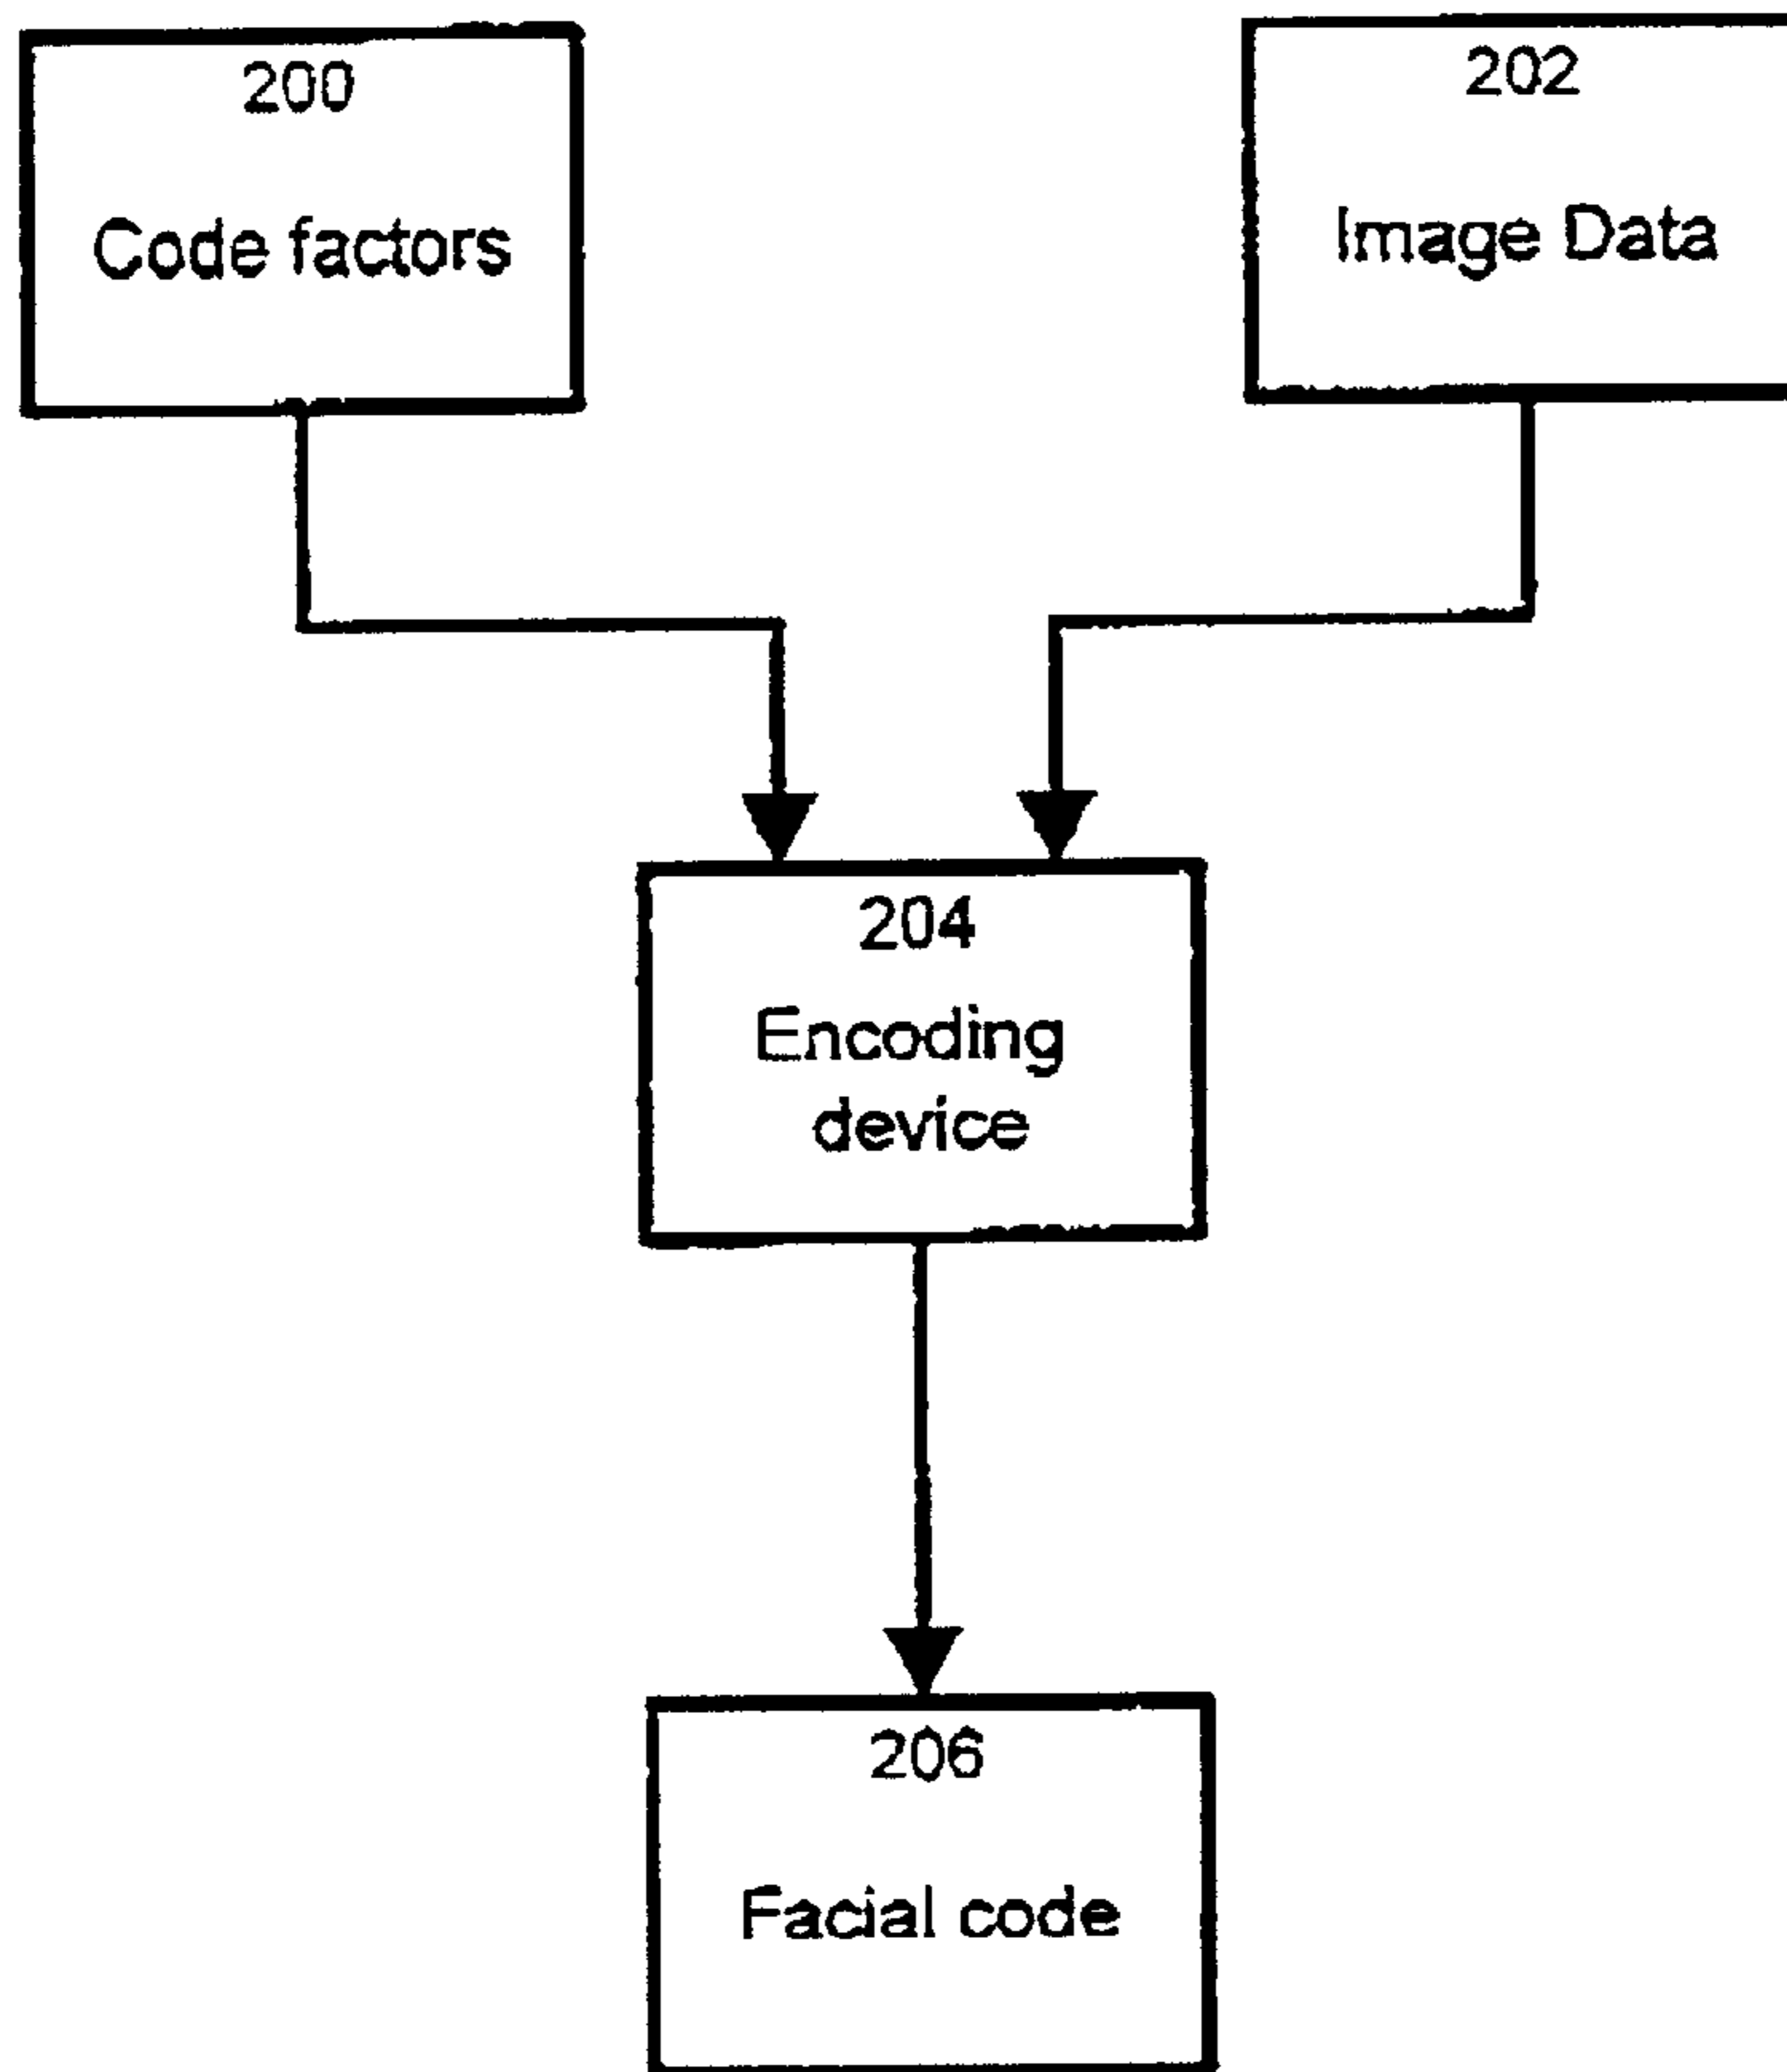 200
Code factors
202
Image Data
204
Encoding
device
206
Facial code